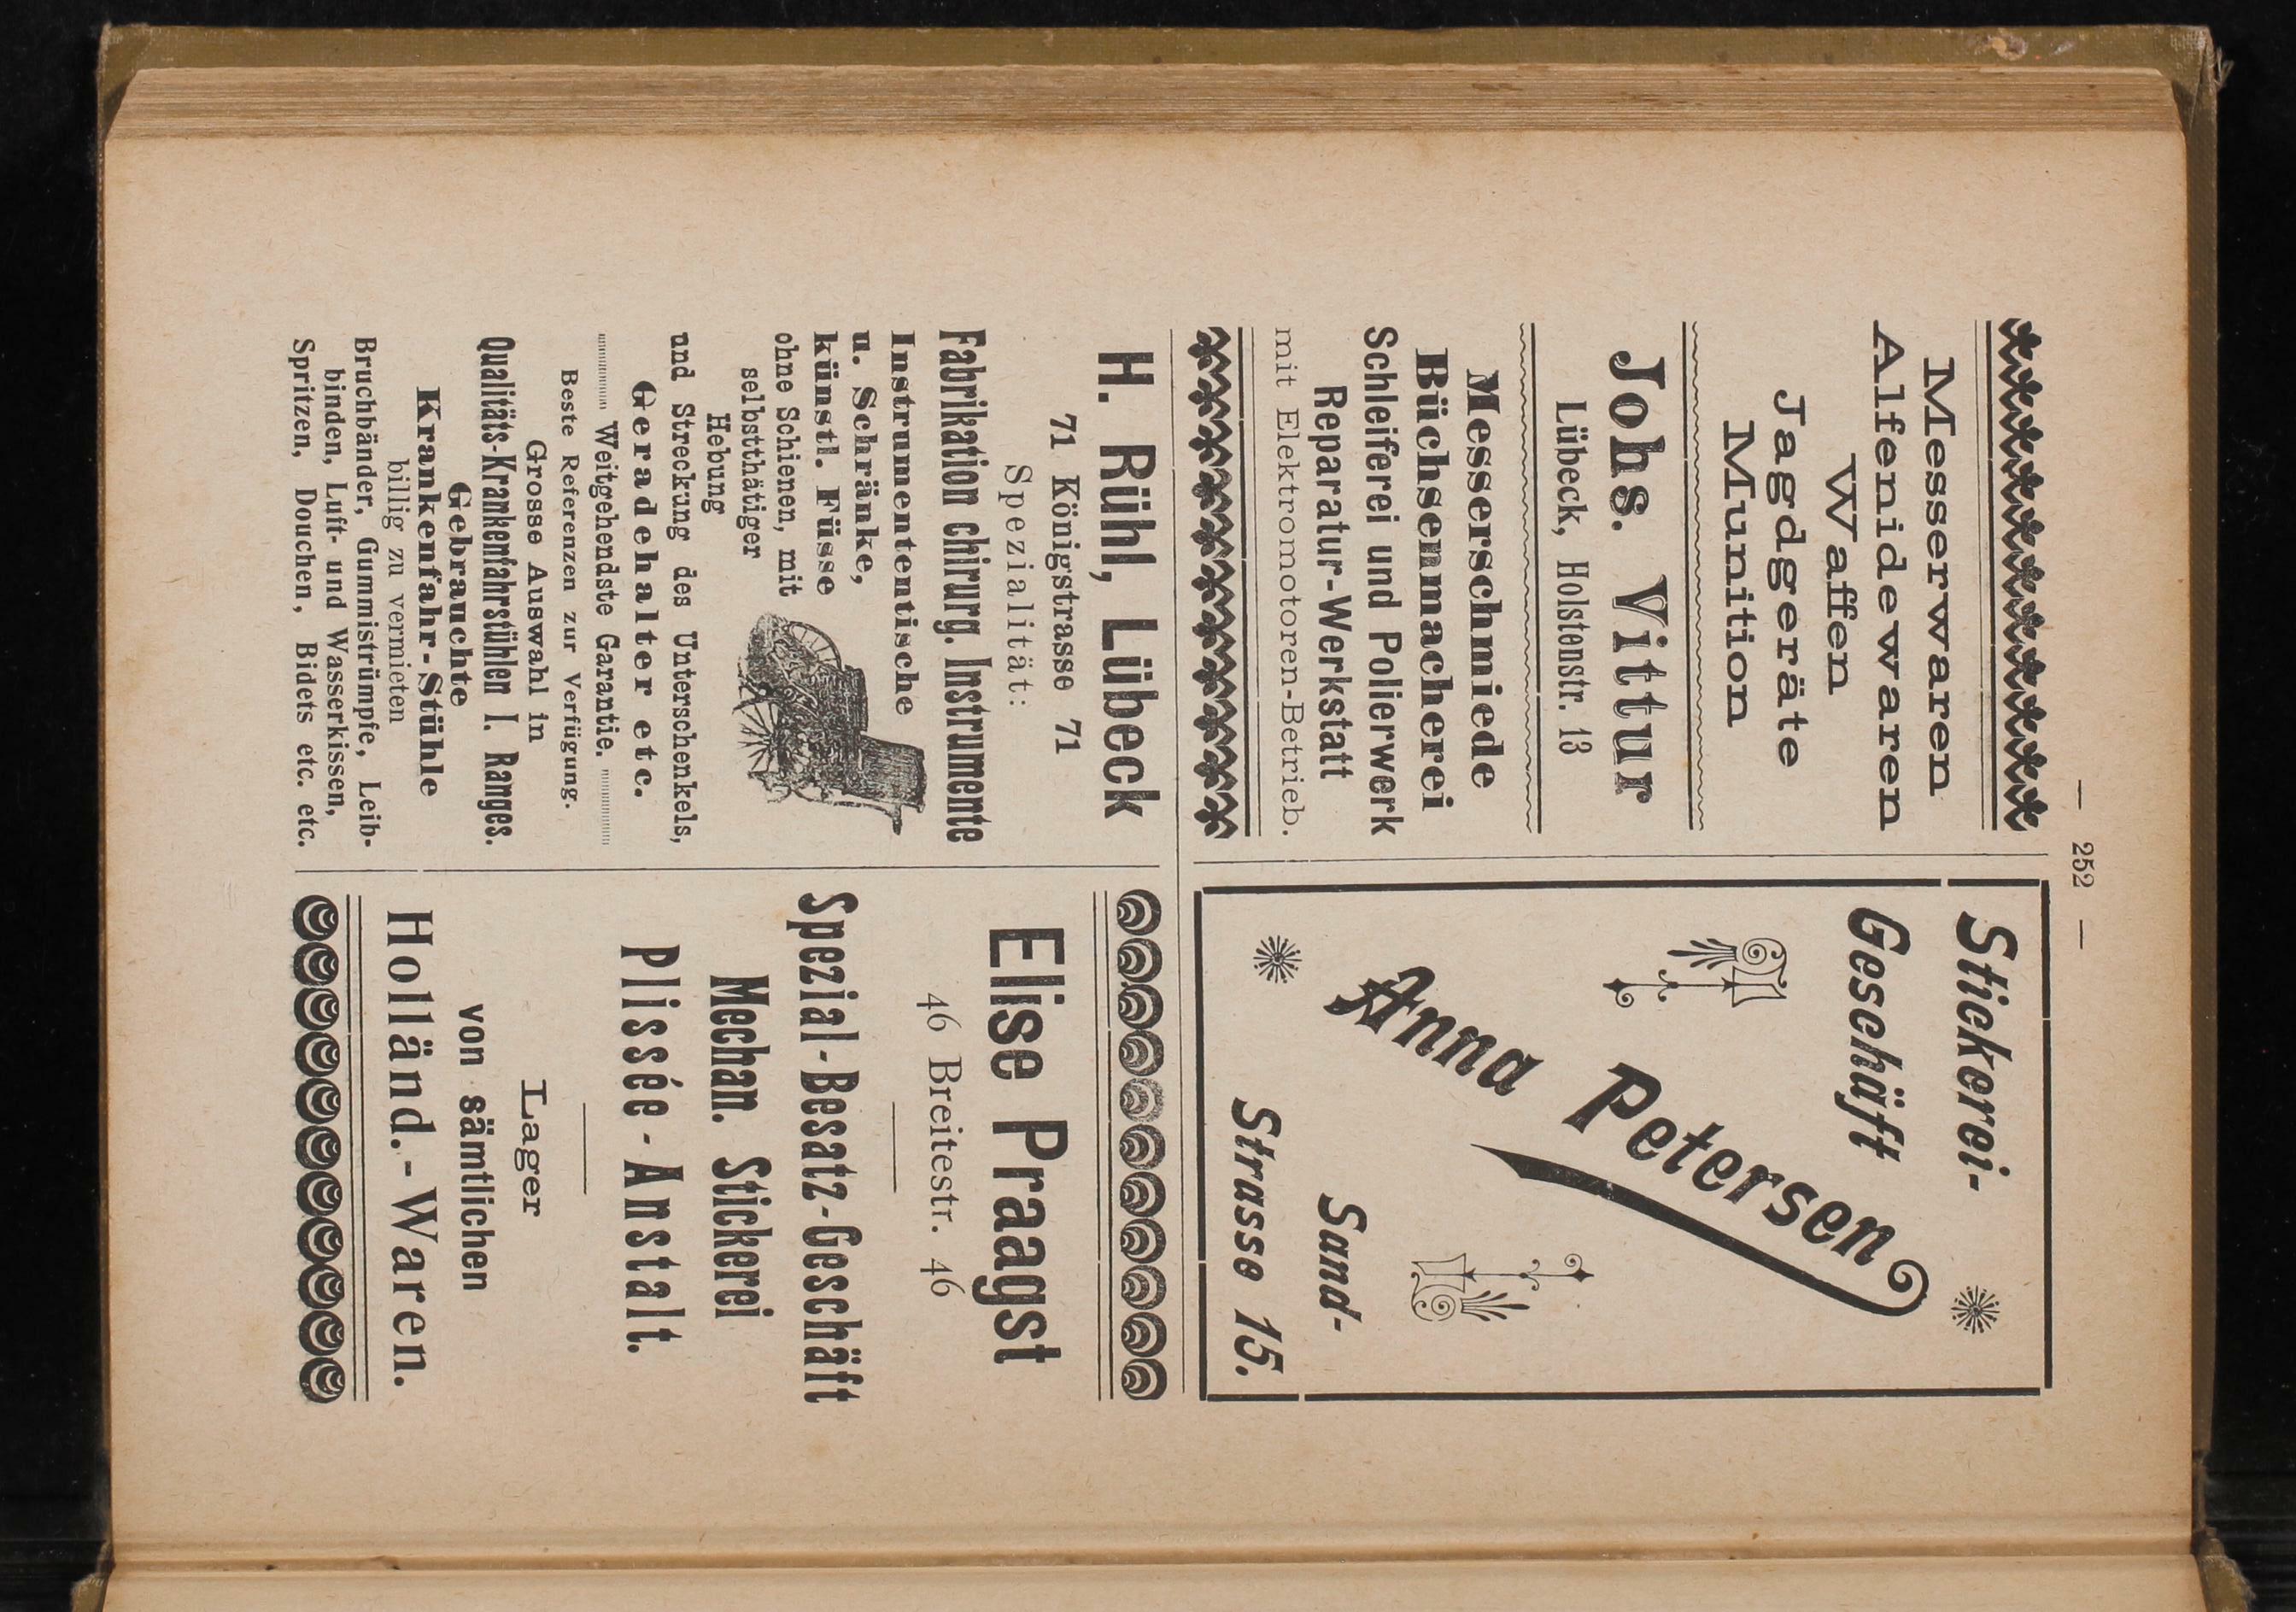 — 252 —
Messerwaren
Alfenidewaren
Waffen
Jagdgeräte
Munition
Johs. Vittur
Lübeck, Holstenstr. 13
Messerschmiede
Büchsenmacherei
Schleiferei und Polierwerk
Reparatur-Werkstatt
mit Elektromotoren-Betrieb.
Stickerei-
Geschäft
Anna Petersen
Sand-
Strasse 15.
H. Rühl, Lübeck
71 Königstrasse 71
Spezialität:
Fabrikation chirurg. Instrumente
Instrumententische
u. Schränke,
künstl. Füsse
ohne Schienen, mit
selbstthätiger
Hebung
und Streckung des Unterschenkels,
Geradehalter etc.
Weitgehendste Garantie.
Beste Referenzen zur Verfügung.
Grosse Auswahl in
Qualitäts-Krankenfahrstühlen I. Ranges.
Gebrauchte
Krankenfahr-Stühle
billig zu vermieten
Bruchbänder, Gummistrümpfe, Leib-
binden, Luft- und Wasserkissen,
Spritzen, Douchen, Bidets etc. etc.
Elise Praagst
46 Breitestr. 46
Spezial-Besatz-Geschäft
Mechan. Stickerei
Plissée-Anstalt.
Lager
von sämtlichen
Holländ.-Waren.